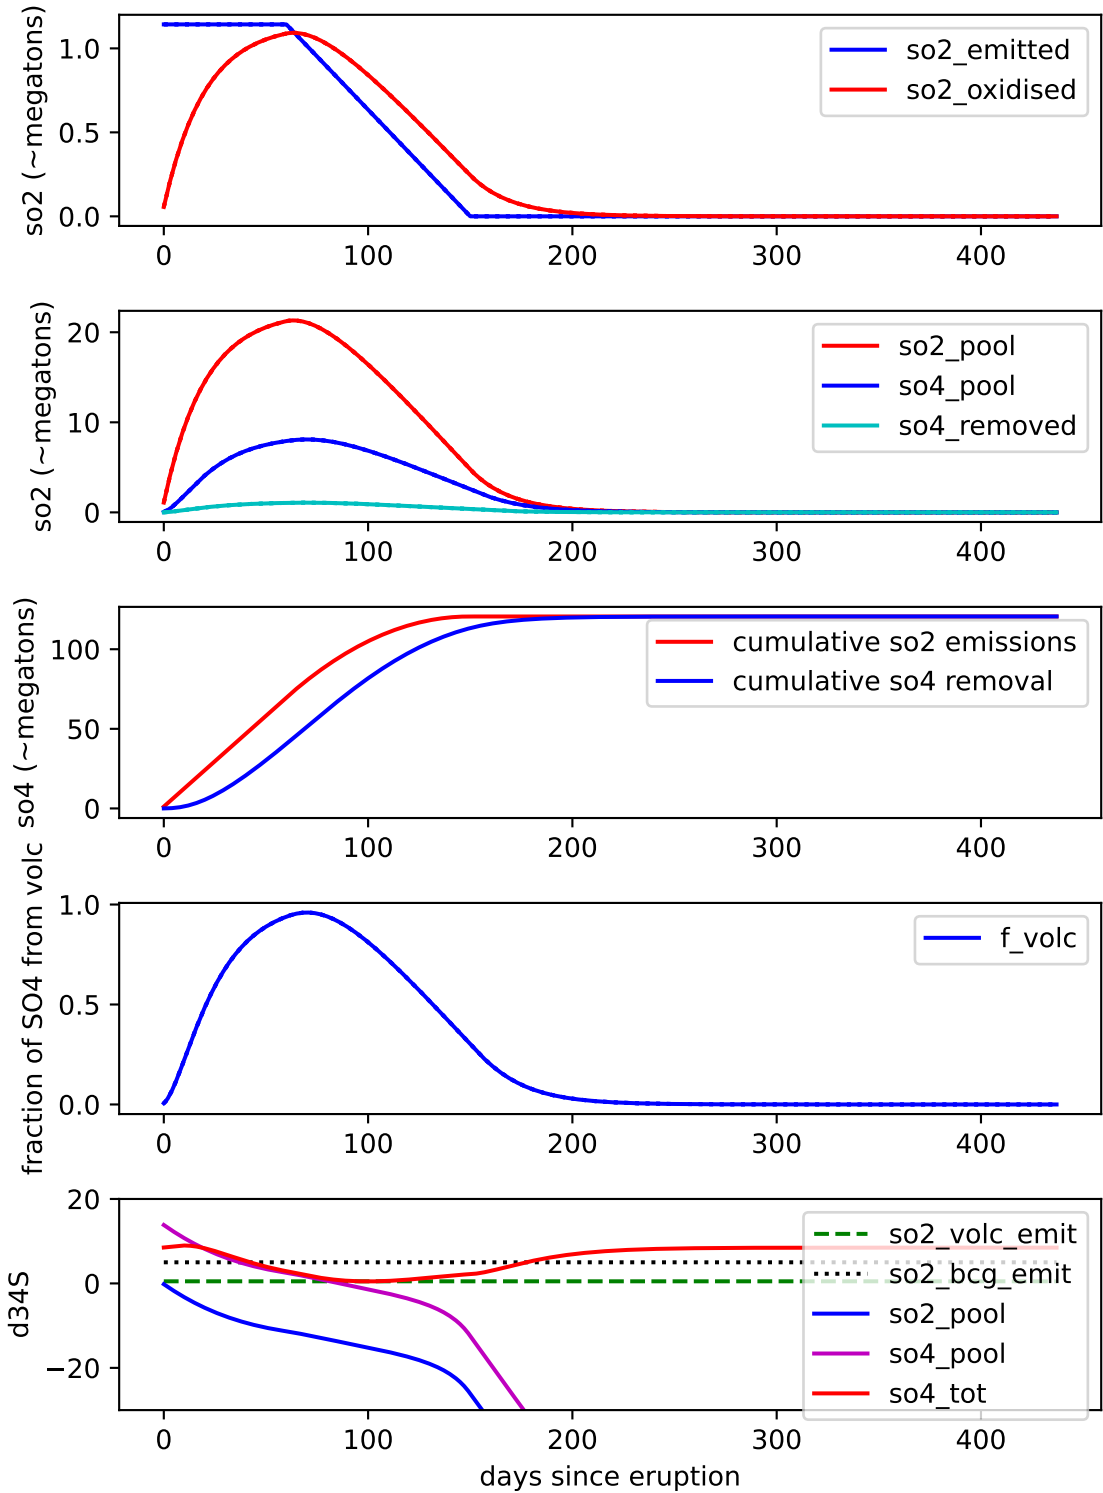 so2 (~megatons)
1.0
0.5
0.0
so2_emitted
so2_oxidised
0 100 200 300 400
so2 (~megatons)
20
10
0
so2_pool
so4_pool
so4_removed
0 100 200 300 400
so4 (~megatons)
100
50
0
cumulative so2 emissions
cumulative so4 removal
0 100 200 300 400
fraction of SO4 from volc
1.0
0.5
0.0
f_volc
0 100 200 300 400
d34S
20
0
−20
so2_volc_emit
so2_bcg_emit
so2_pool
so4_pool
so4_tot
0 100 200 300 400
days since eruption